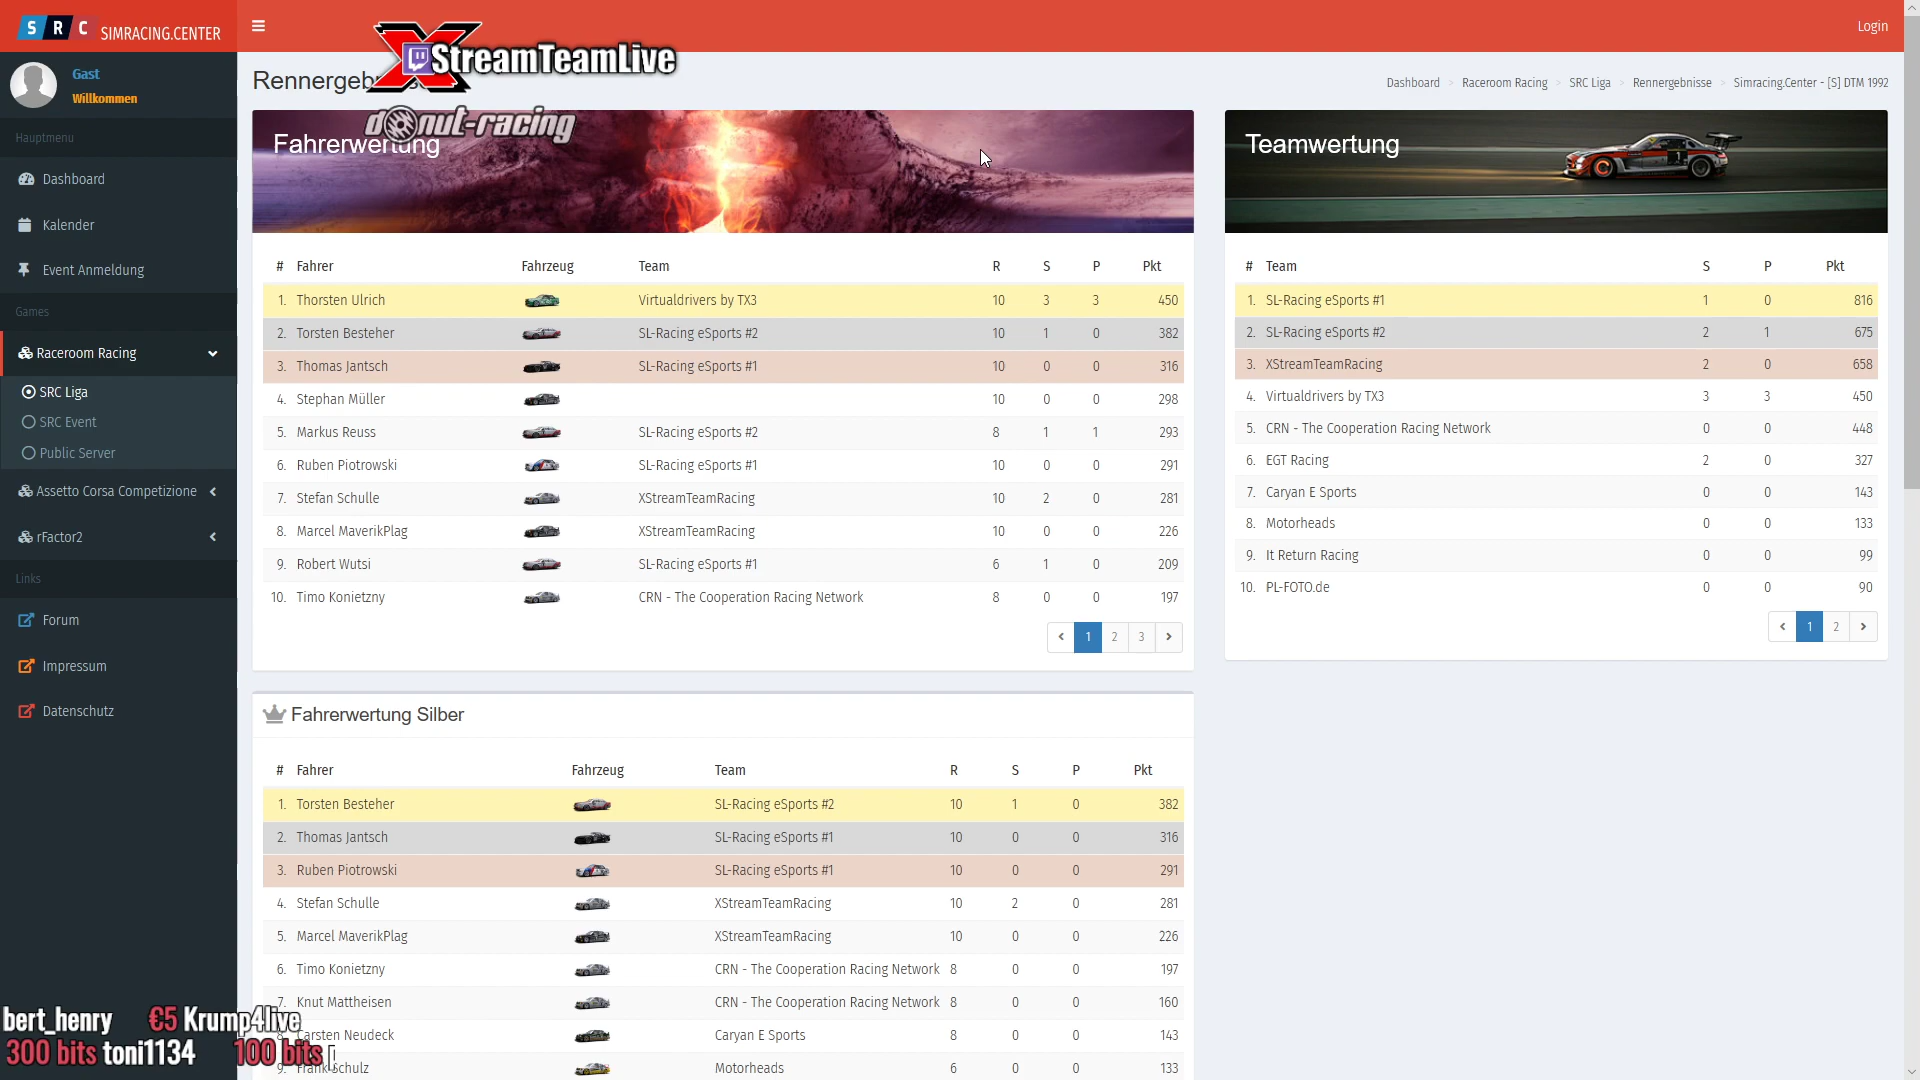 S R C SIMRACING.CENTER
Login
Gast
Willkommen
Hauptmenu
Dashboard
Kalender
Event Anmeldung
Games
Raceroom Racing
SRC Liga
SRC Event
Public Server
Assetto Corsa Competizione
rFactor2
Links
Forum
Impressum
Datenschutz
X StreamTeamLive
donut-racing
Dashboard > Raceroom Racing > SRC Liga > Rennergebnisse > Simracing.Center - [S] DTM 1992
Fahrerwertung
# Fahrer Fahrzeug Team R S P Pkt
1. Thorsten Ulrich Virtualdrivers by TX3 10 3 3 450
2. Torsten Besteher SL-Racing eSports #2 10 1 0 382
3. Thomas Jantsch SL-Racing eSports #1 10 0 0 316
4. Stephan Müller 10 0 0 298
5. Markus Reuss SL-Racing eSports #2 8 1 1 293
6. Ruben Piotrowski SL-Racing eSports #1 10 0 0 291
7. Stefan Schulle XStreamTeamRacing 10 2 0 281
8. Marcel MaverikPlag XStreamTeamRacing 10 0 0 226
9. Robert Wutsi SL-Racing eSports #1 6 1 0 209
10. Timo Konietzny CRN - The Cooperation Racing Network 8 0 0 197
1 2 3
Teamwertung
# Team S P Pkt
1. SL-Racing eSports #1 1 0 816
2. SL-Racing eSports #2 2 1 675
3. XStreamTeamRacing 2 0 658
4. Virtualdrivers by TX3 3 3 450
5. CRN - The Cooperation Racing Network 0 0 448
6. EGT Racing 2 0 327
7. Caryan E Sports 0 0 143
8. Motorheads 0 0 133
9. It Return Racing 0 0 99
10. PL-FOTO.de 0 0 90
1 2
Fahrerwertung Silber
# Fahrer Fahrzeug Team R S P Pkt
1. Torsten Besteher SL-Racing eSports #2 10 1 0 382
2. Thomas Jantsch SL-Racing eSports #1 10 0 0 316
3. Ruben Piotrowski SL-Racing eSports #1 10 0 0 291
4. Stefan Schulle XStreamTeamRacing 10 2 0 281
5. Marcel MaverikPlag XStreamTeamRacing 10 0 0 226
6. Timo Konietzny CRN - The Cooperation Racing Network 8 0 0 197
7. Knut Mattheisen CRN - The Cooperation Racing Network 8 0 0 160
8. Carsten Neudeck Caryan E Sports 8 0 0 143
9. Frank Schulz Motorheads 6 0 0 133
bert_henry €5 Krump4live
300 bits toni1134 100 bits